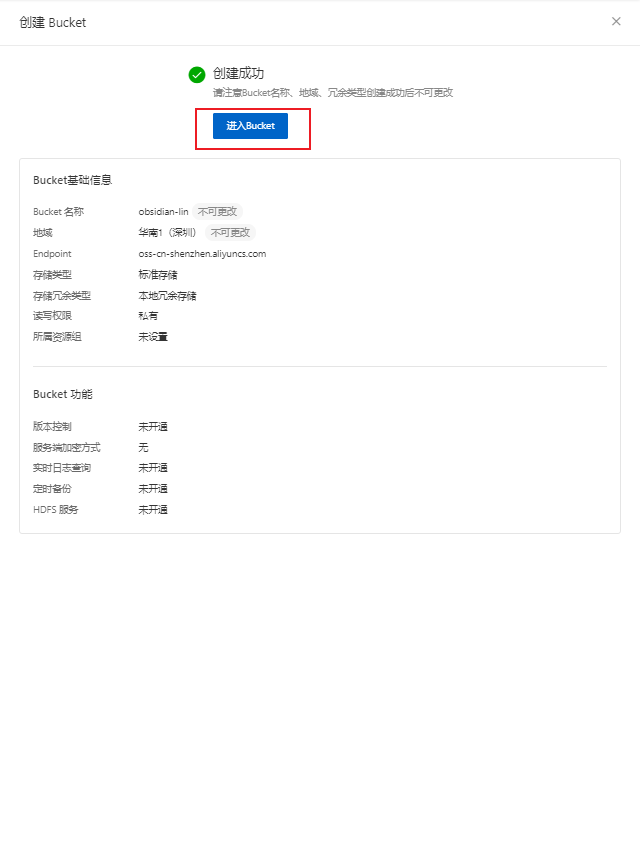 创建 Bucket
创建成功
请注意Bucket名称、地域、冗余类型创建成功后不可更改
进入Bucket
Bucket基础信息
Bucket 名称 obsidian-lin 不可更改
地域 华南1（深圳） 不可更改
Endpoint oss-cn-shenzhen.aliyuncs.com
存储类型 标准存储
存储冗余类型 本地冗余存储
读写权限 私有
所属资源组 未设置
Bucket 功能
版本控制 未开通
服务端加密方式 无
实时日志查询 未开通
定时备份 未开通
HDFS 服务 未开通